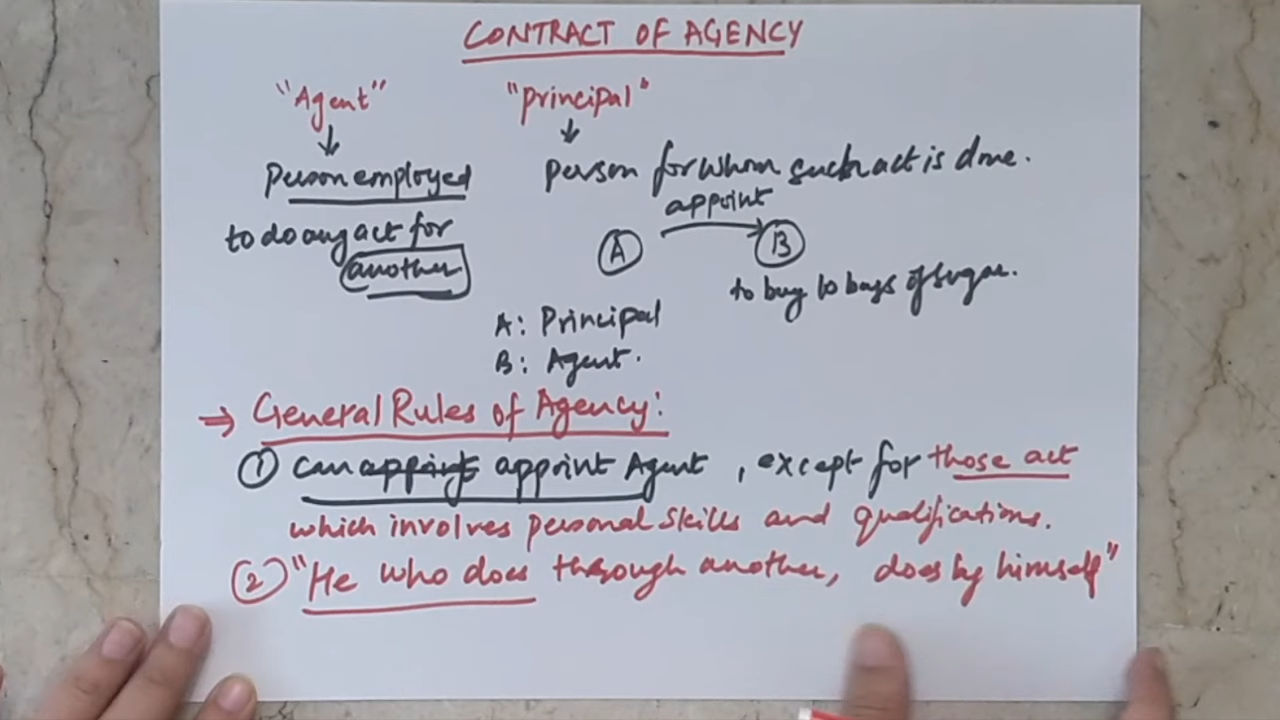 CONTRACT OF AGENCY
"Agent"
"principal"
Person employed
to do any act for
another
person for whom such act is done.
appoint
A
B
to buy 10 bags of sugar.
A: Principal
B: Agent.
⇒ General Rules of Agency:
① can appoint Agent, except for those act
which involves personal skills and qualifications.
② "He who does through another, does by himself"